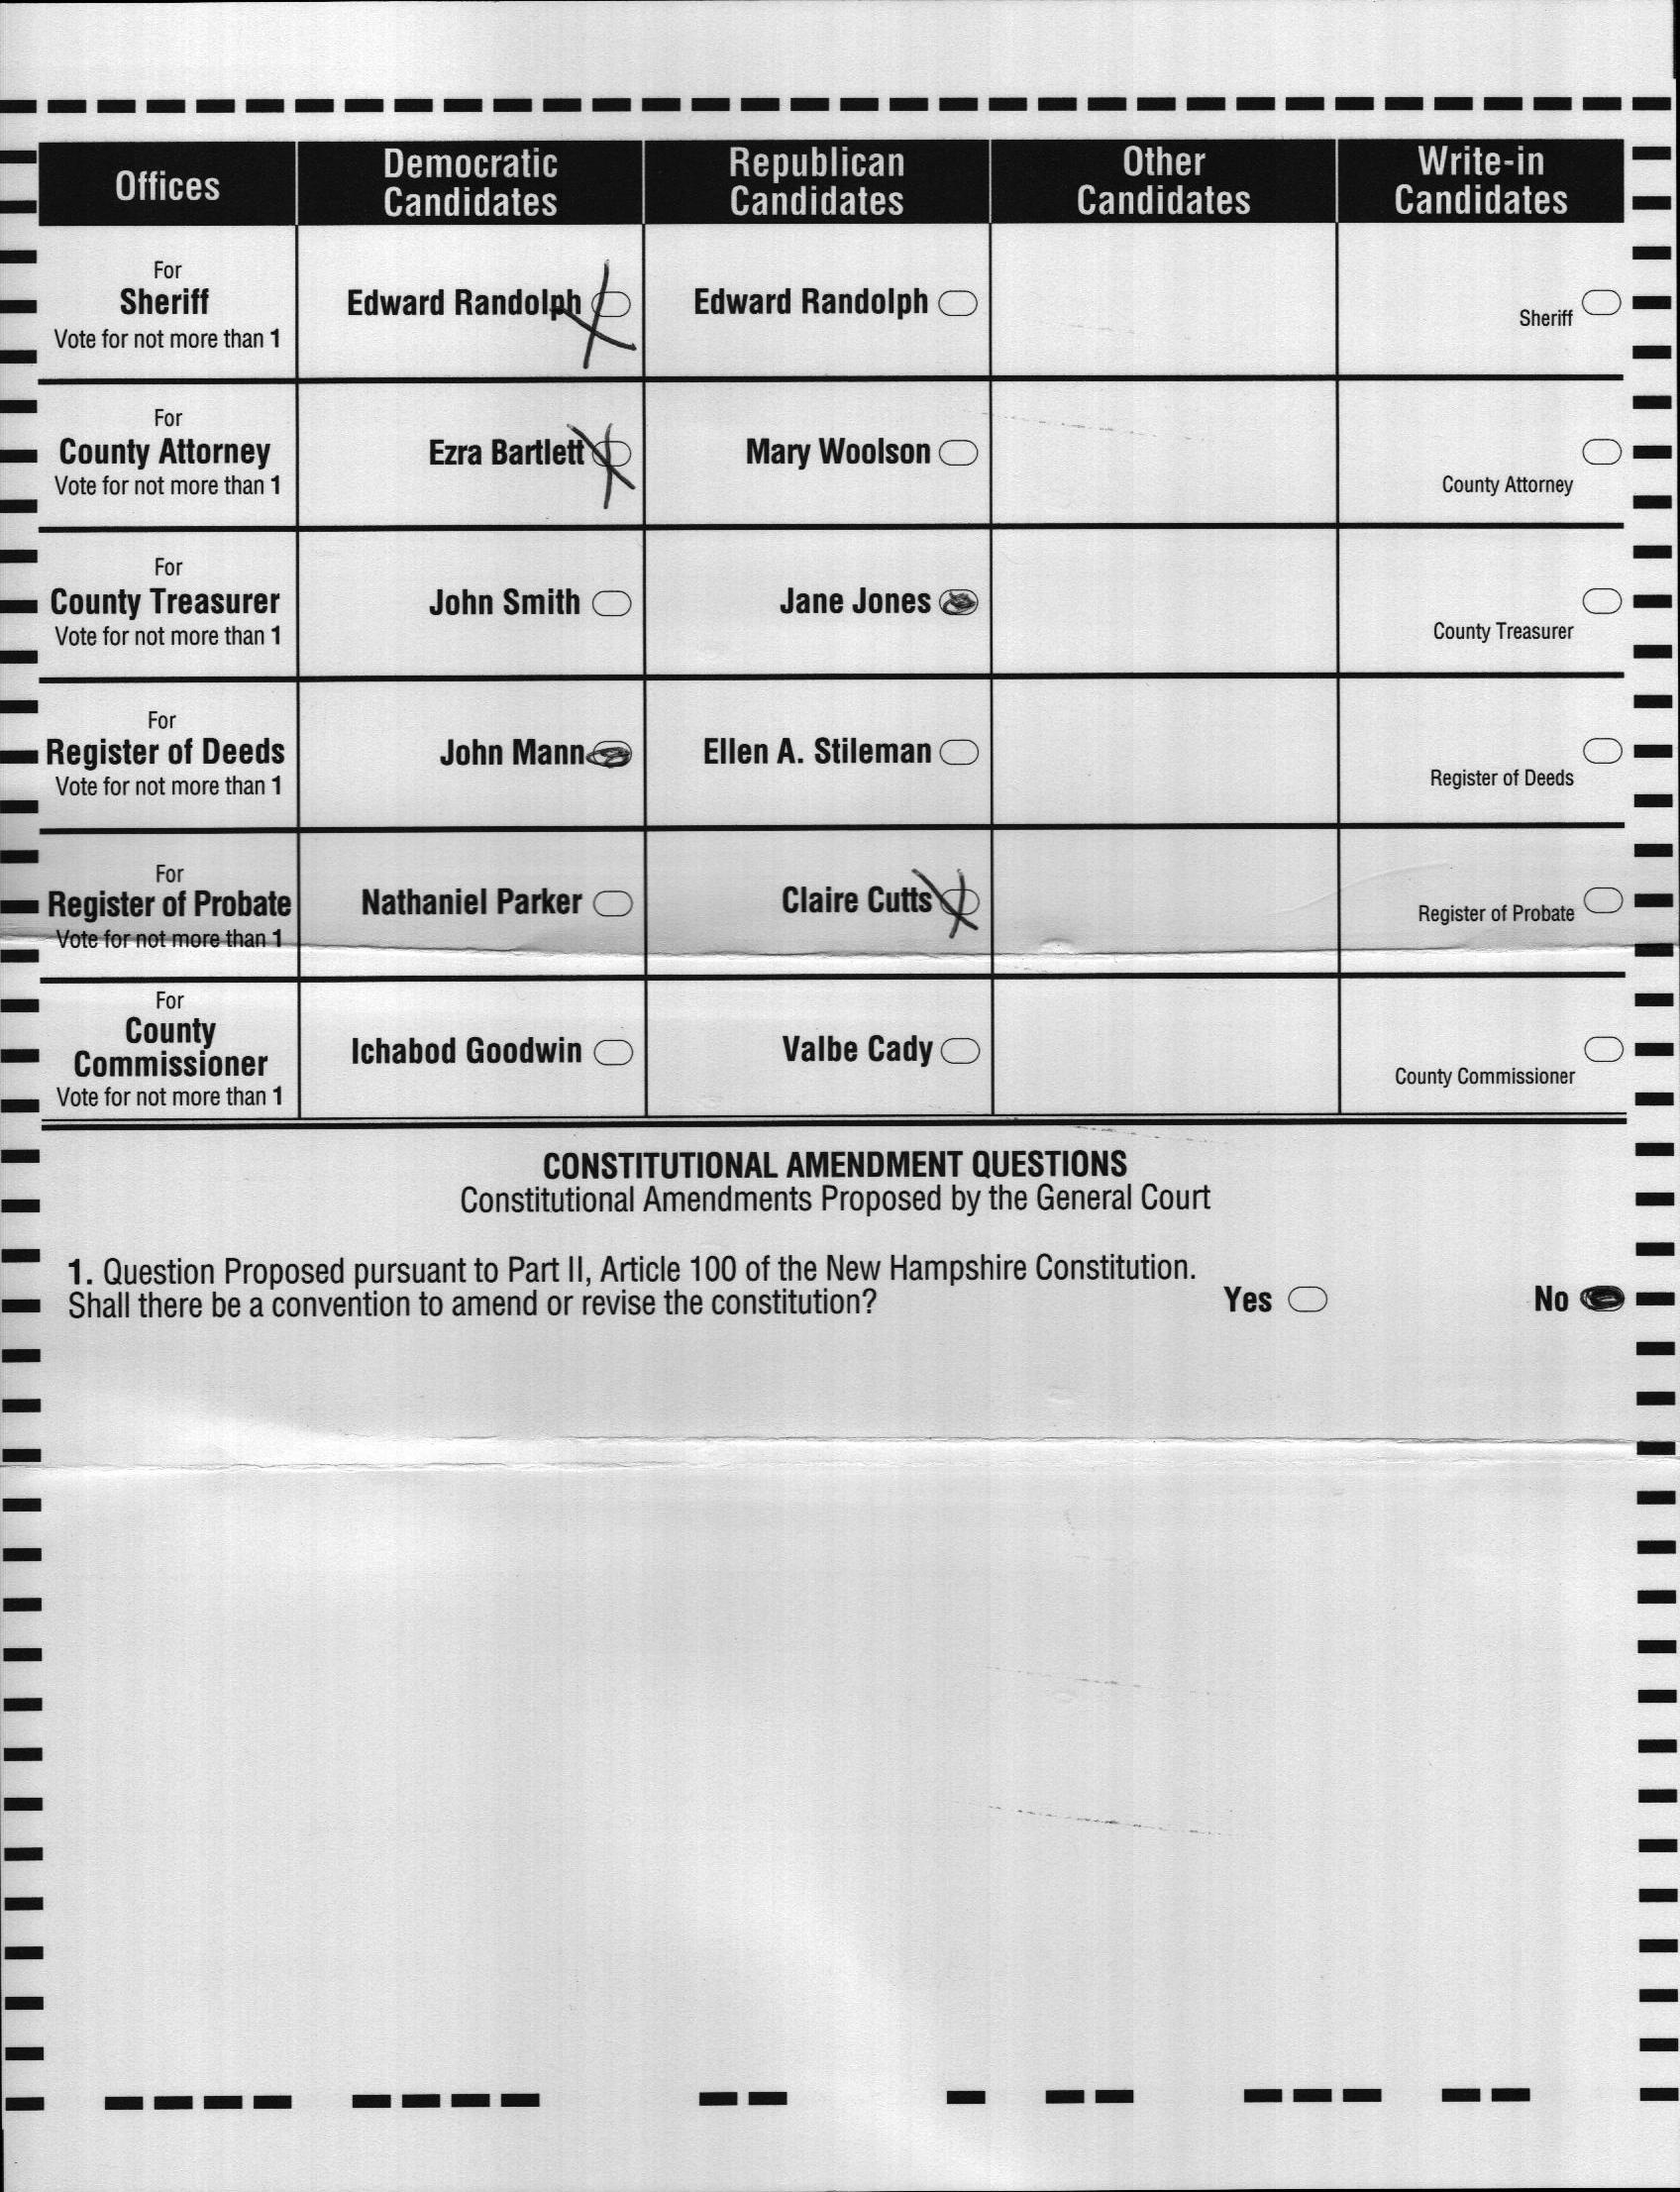 Offices
Democratic
Candidates
Republican
Candidates
Other
Candidates
Write-in
Candidates
For
Sheriff
Vote for not more than 1
Edward Randolph
Edward Randolph
Sheriff
For
County Attorney
Vote for not more than 1
Ezra Bartlett
Mary Woolson
County Attorney
For
County Treasurer
Vote for not more than 1
John Smith
Jane Jones
County Treasurer
For
Register of Deeds
Vote for not more than 1
John Mann
Ellen A. Stileman
Register of Deeds
For
Register of Probate
Vote for not more than 1
Nathaniel Parker
Claire Cutts
Register of Probate
For
County
Commissioner
Vote for not more than 1
Ichabod Goodwin
Valbe Cady
County Commissioner
CONSTITUTIONAL AMENDMENT QUESTIONS
Constitutional Amendments Proposed by the General Court
1. Question Proposed pursuant to Part II, Article 100 of the New Hampshire Constitution.
Shall there be a convention to amend or revise the constitution?
Yes
No